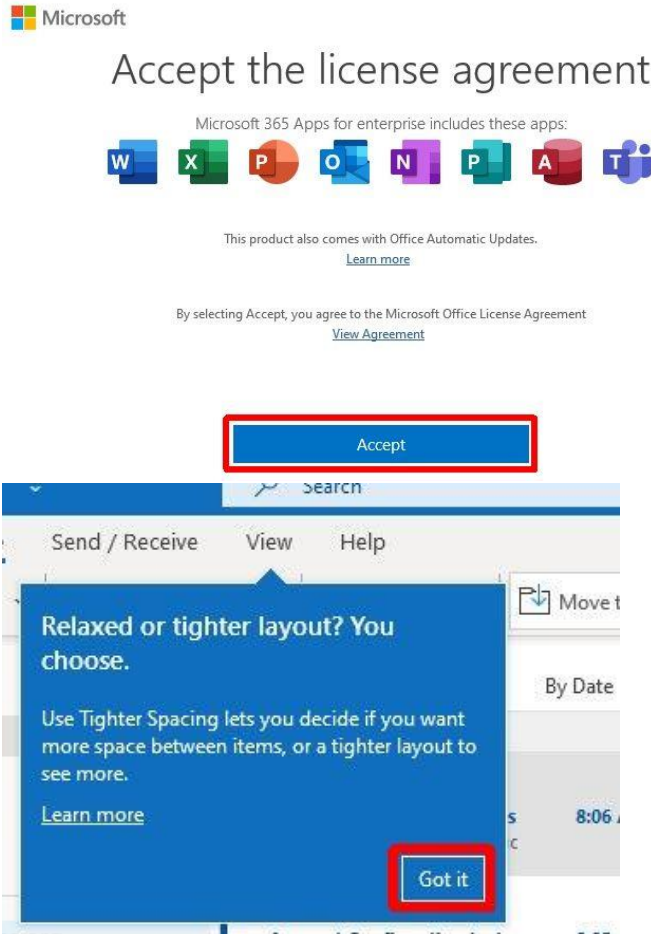 Microsoft
Accept the license agreement
Microsoft 365 Apps for enterprise includes these apps:
W X P O N P A T
This product also comes with Office Automatic Updates.
Learn more
By selecting Accept, you agree to the Microsoft Office License Agreement
View Agreement
Accept
Search
Send / Receive View Help
Move t
Relaxed or tighter layout? You
choose.
By Date
Use Tighter Spacing lets you decide if you want
more space between items, or a tighter layout to
see more.
Learn more
s 8:06
c
Got it